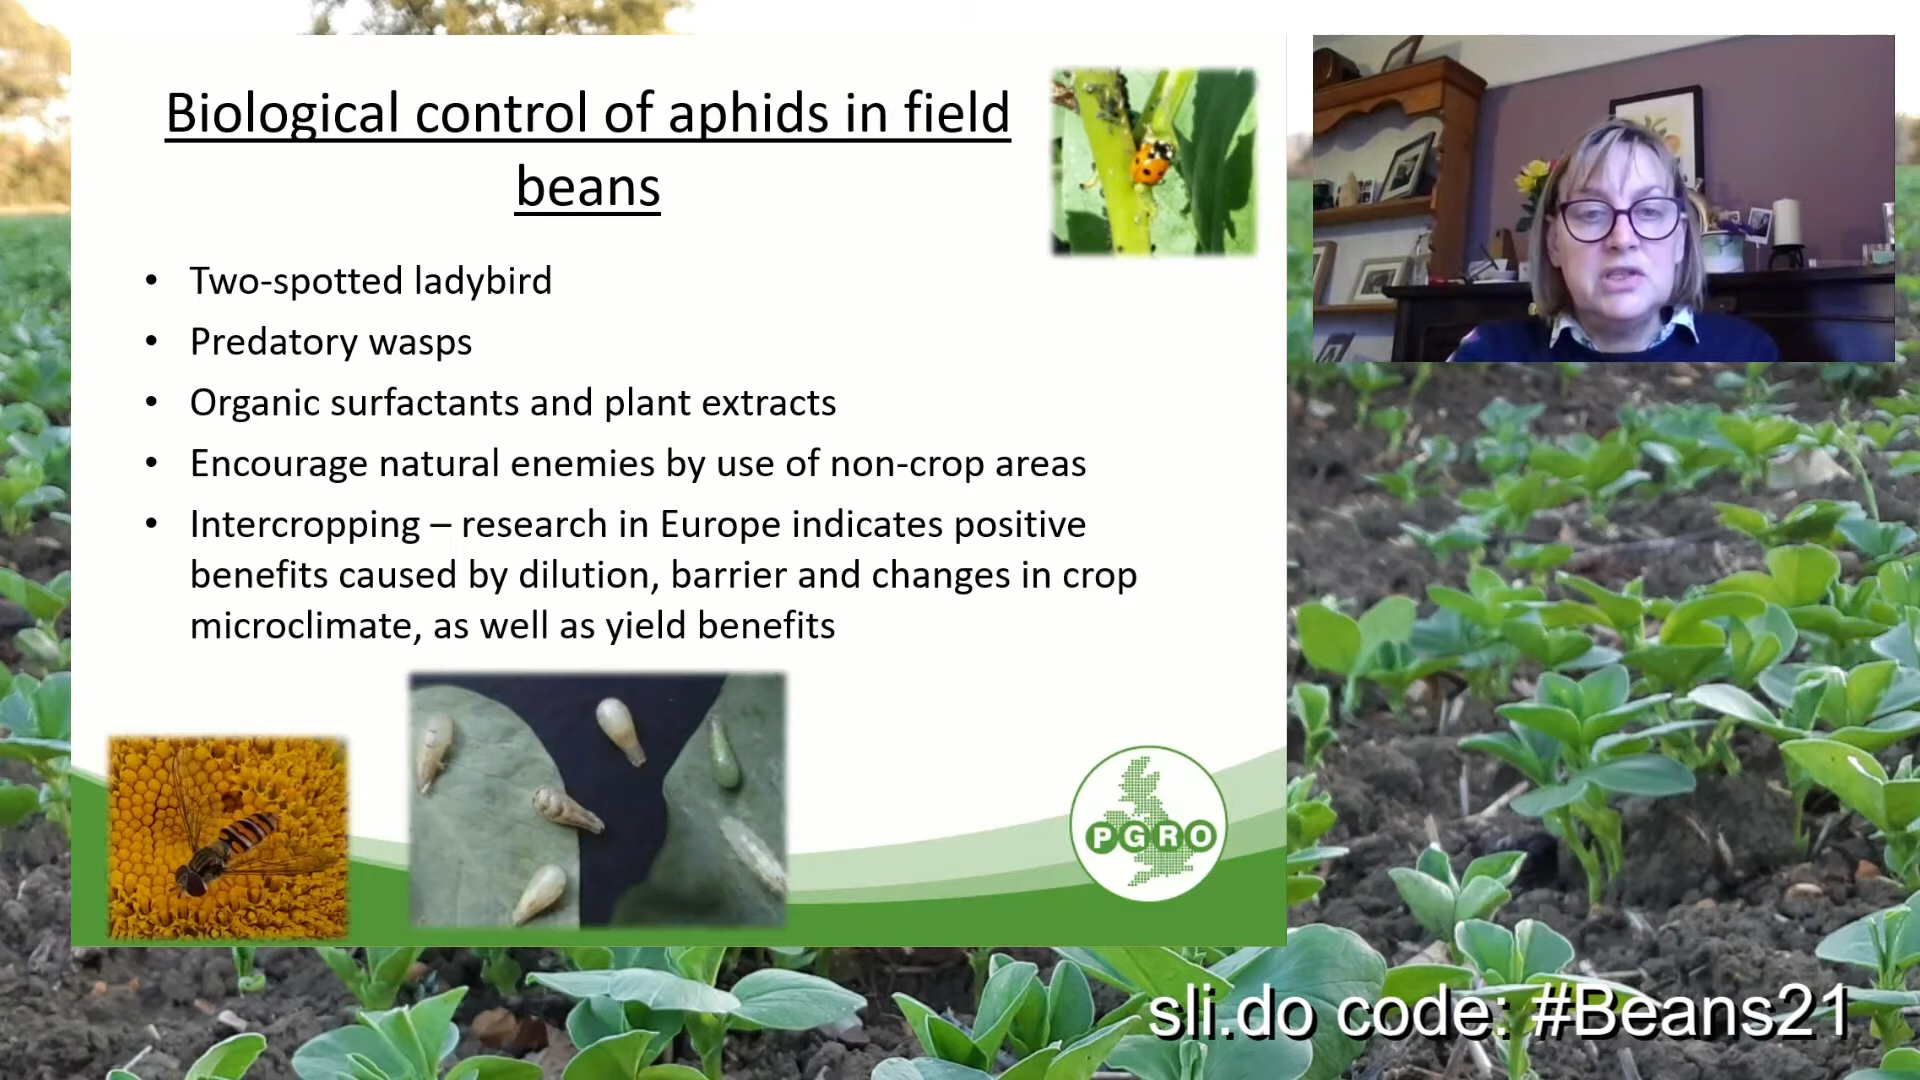 Biological control of aphids in field
beans
• Two-spotted ladybird
• Predatory wasps
• Organic surfactants and plant extracts
• Encourage natural enemies by use of non-crop areas
• Intercropping – research in Europe indicates positive
benefits caused by dilution, barrier and changes in crop
microclimate, as well as yield benefits
PGRO
sli.do code: #Beans21